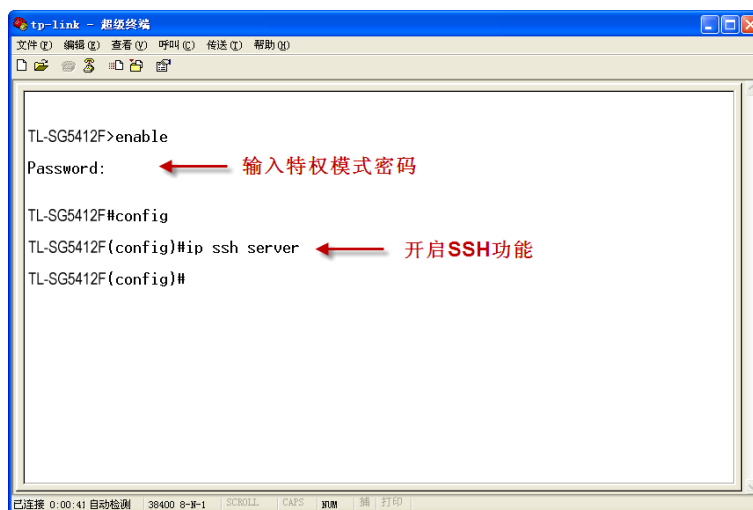 tp-link - 超级终端
文件(F) 编辑(E) 查看(V) 呼叫(C) 传送(T) 帮助(H)
TL-SG5412F>enable
Password: 输入特权模式密码
TL-SG5412F#config
TL-SG5412F(config)#ip ssh server 开启SSH功能
TL-SG5412F(config)#
已连接 0:00:41 自动检测 38400 8-N-1 SCROLL CAPS NUM 捕 打印